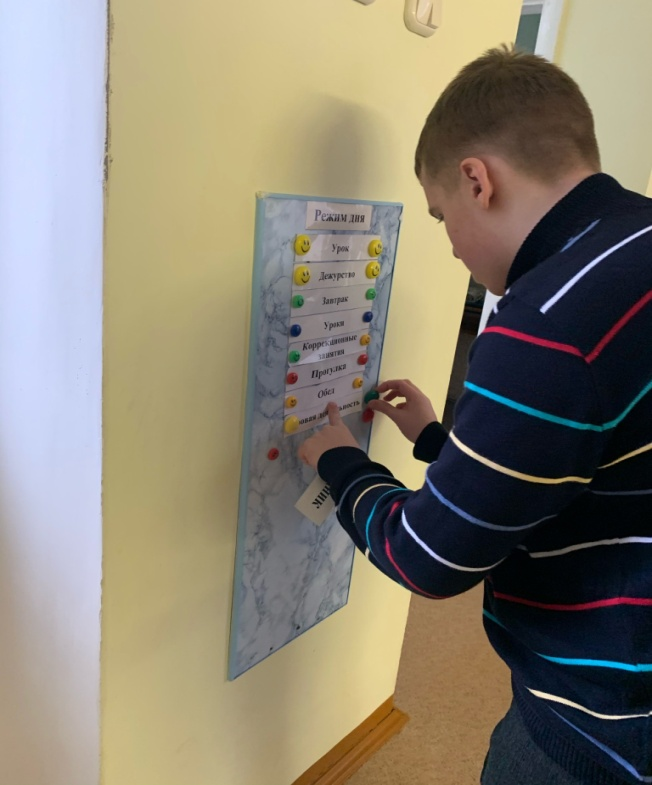 Режим дня
Урок
Дежурство
Завтрак
Уроки
Коррекционные
занятия
Прогулка
Обед